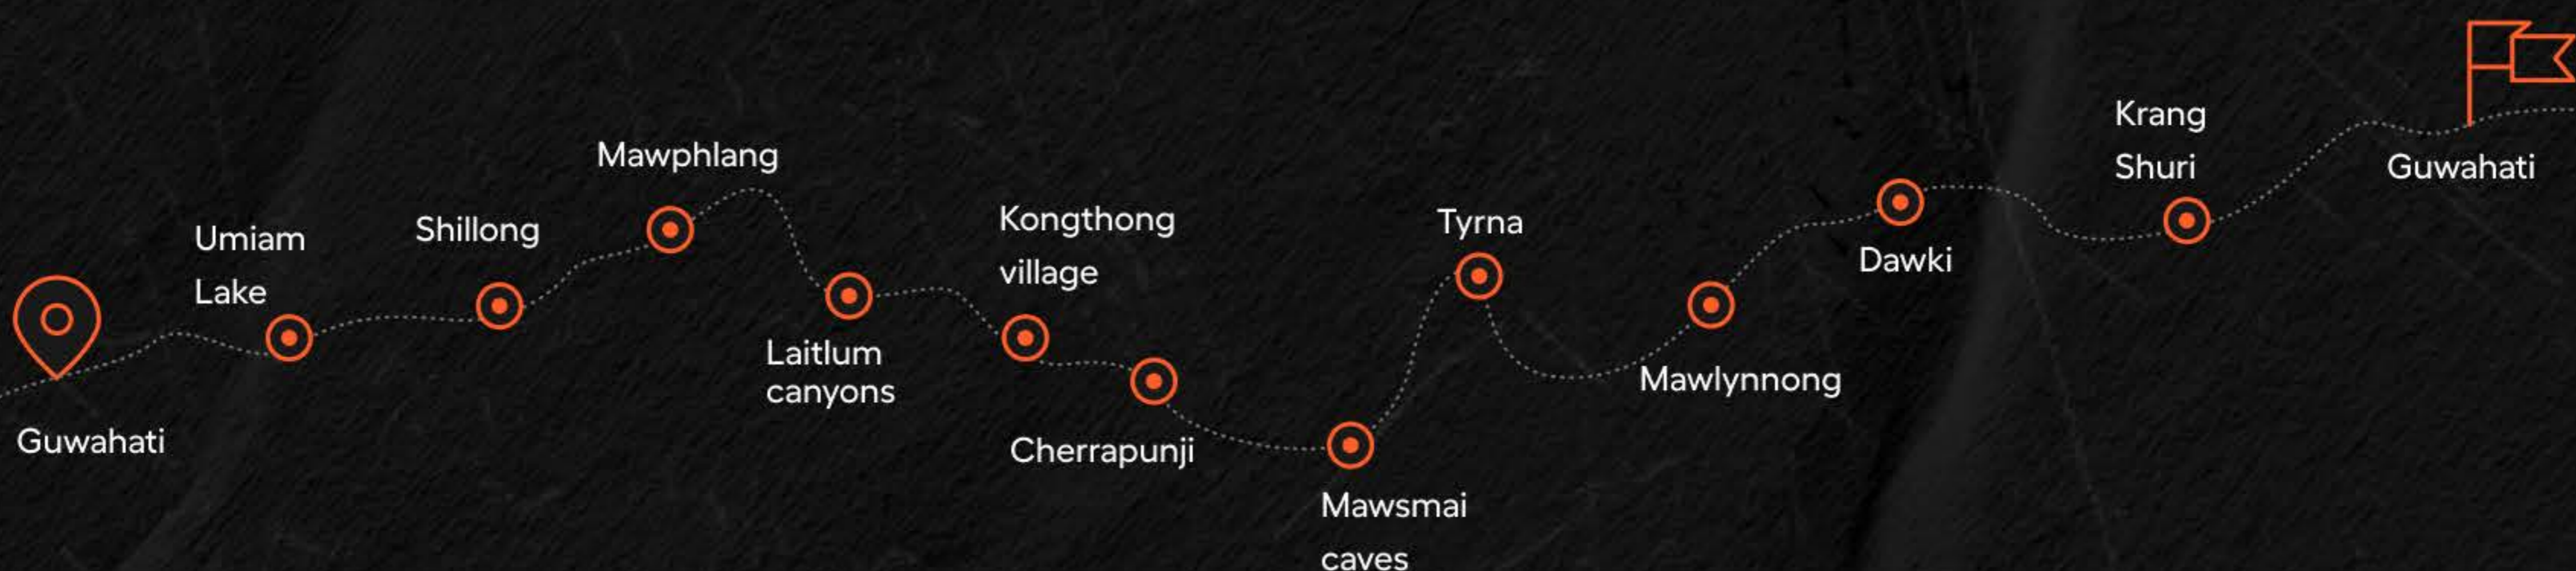 Guwahati
Umiam
Lake
Shillong
Mawphlang
Laitlum
canyons
Kongthong
village
Cherrapunji
Mawsmai
caves
Tyrna
Mawlynnong
Dawki
Krang
Shuri
Guwahati